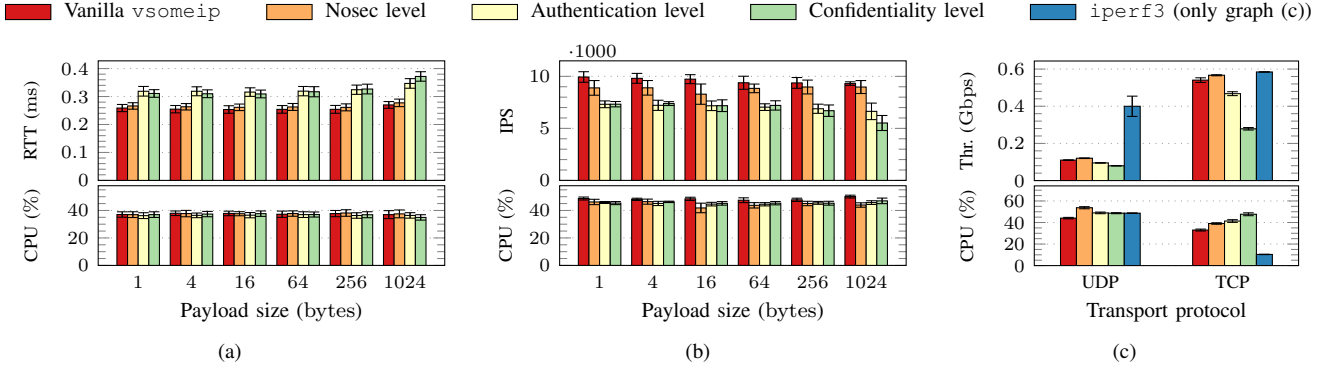 Vanilla vsomeip Nosec level Authentication level Confidentiality level iperf3 (only graph (c))
RTT (ms)
0.4
0.3
0.2
0.1
0
CPU (%)
40
20
0
1 4 16 64 256 1024
Payload size (bytes)
(a)
·1000
IPS
10
5
0
CPU (%)
40
20
0
1 4 16 64 256 1024
Payload size (bytes)
(b)
Thr. (Gbps)
0.6
0.4
0.2
0
CPU (%)
60
40
20
0
UDP TCP
Transport protocol
(c)